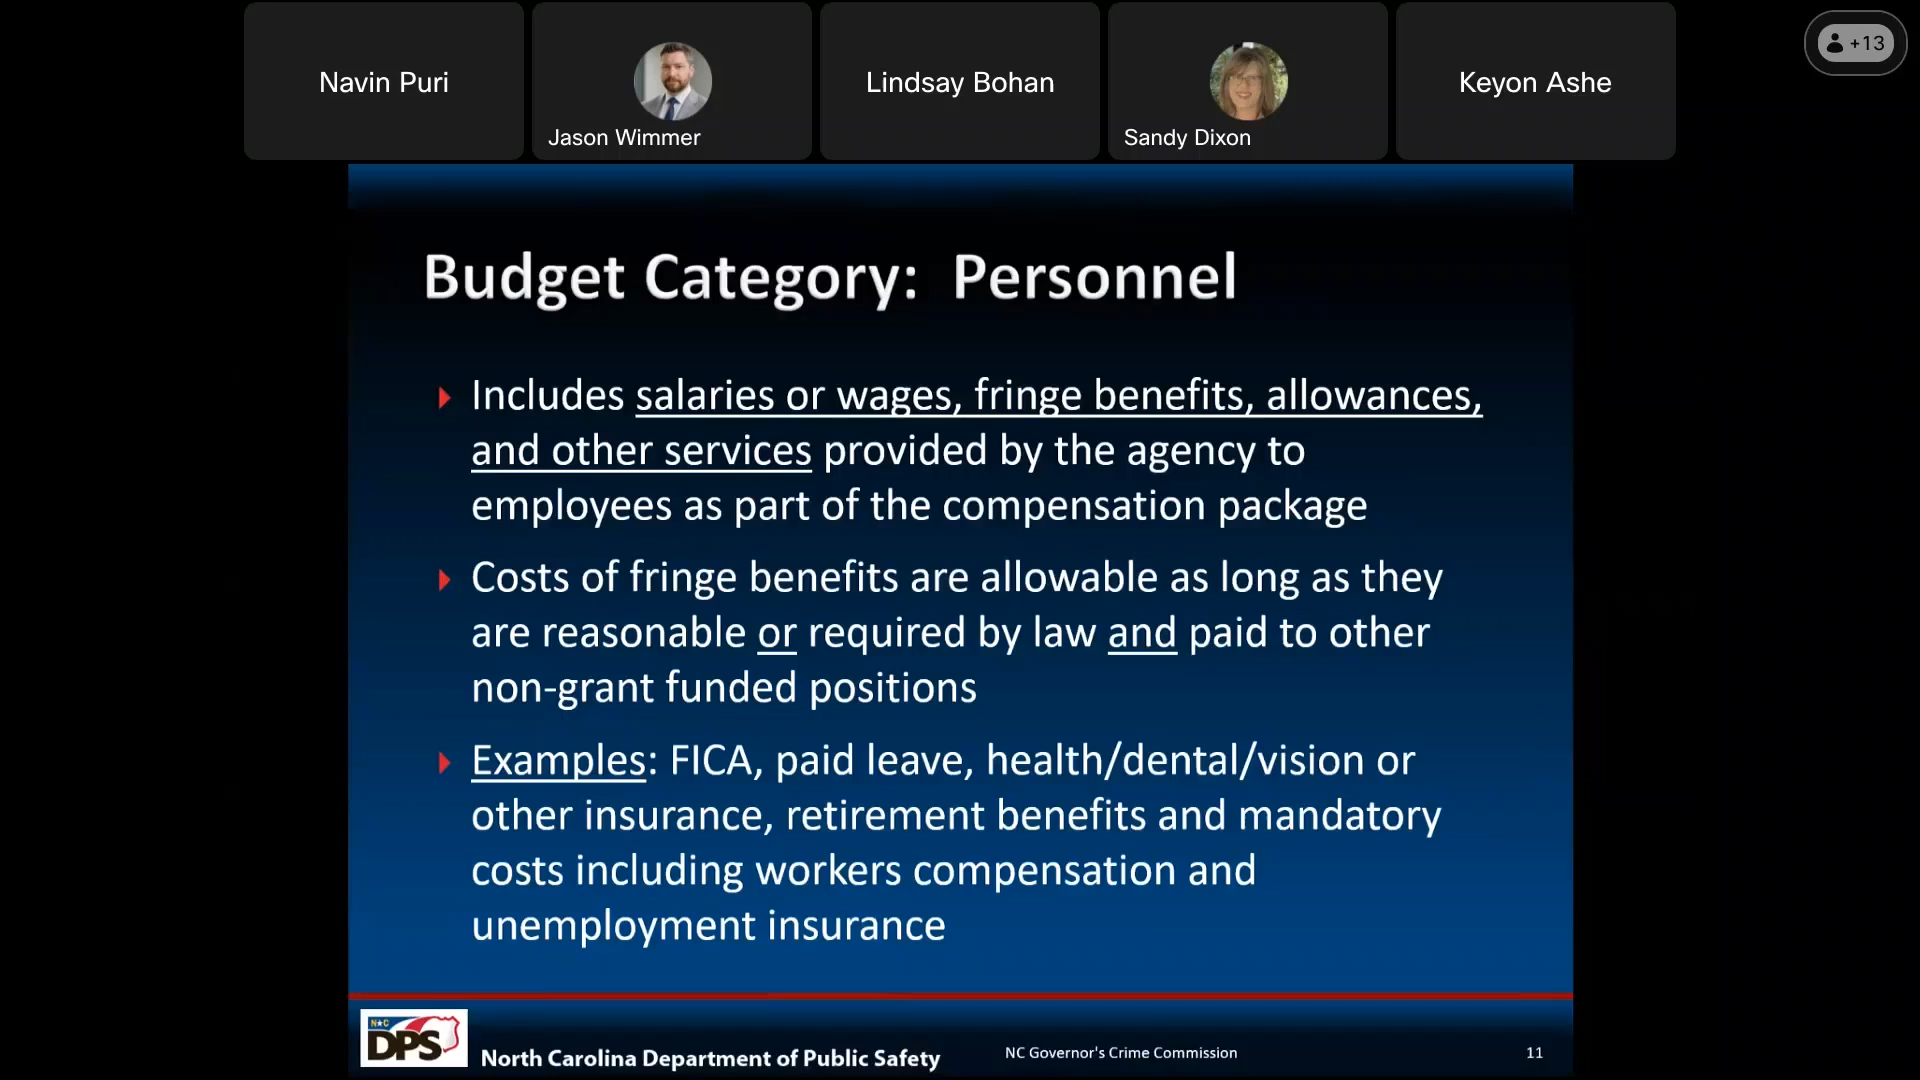 Navin Puri
Jason Wimmer
Lindsay Bohan
Sandy Dixon
Keyon Ashe
+13
Budget Category: Personnel
Includes salaries or wages, fringe benefits, allowances,
and other services provided by the agency to
employees as part of the compensation package
Costs of fringe benefits are allowable as long as they
are reasonable or required by law and paid to other
non-grant funded positions
Examples: FICA, paid leave, health/dental/vision or
other insurance, retirement benefits and mandatory
costs including workers compensation and
unemployment insurance
N★C
DPS
North Carolina Department of Public Safety
NC Governor's Crime Commission
11